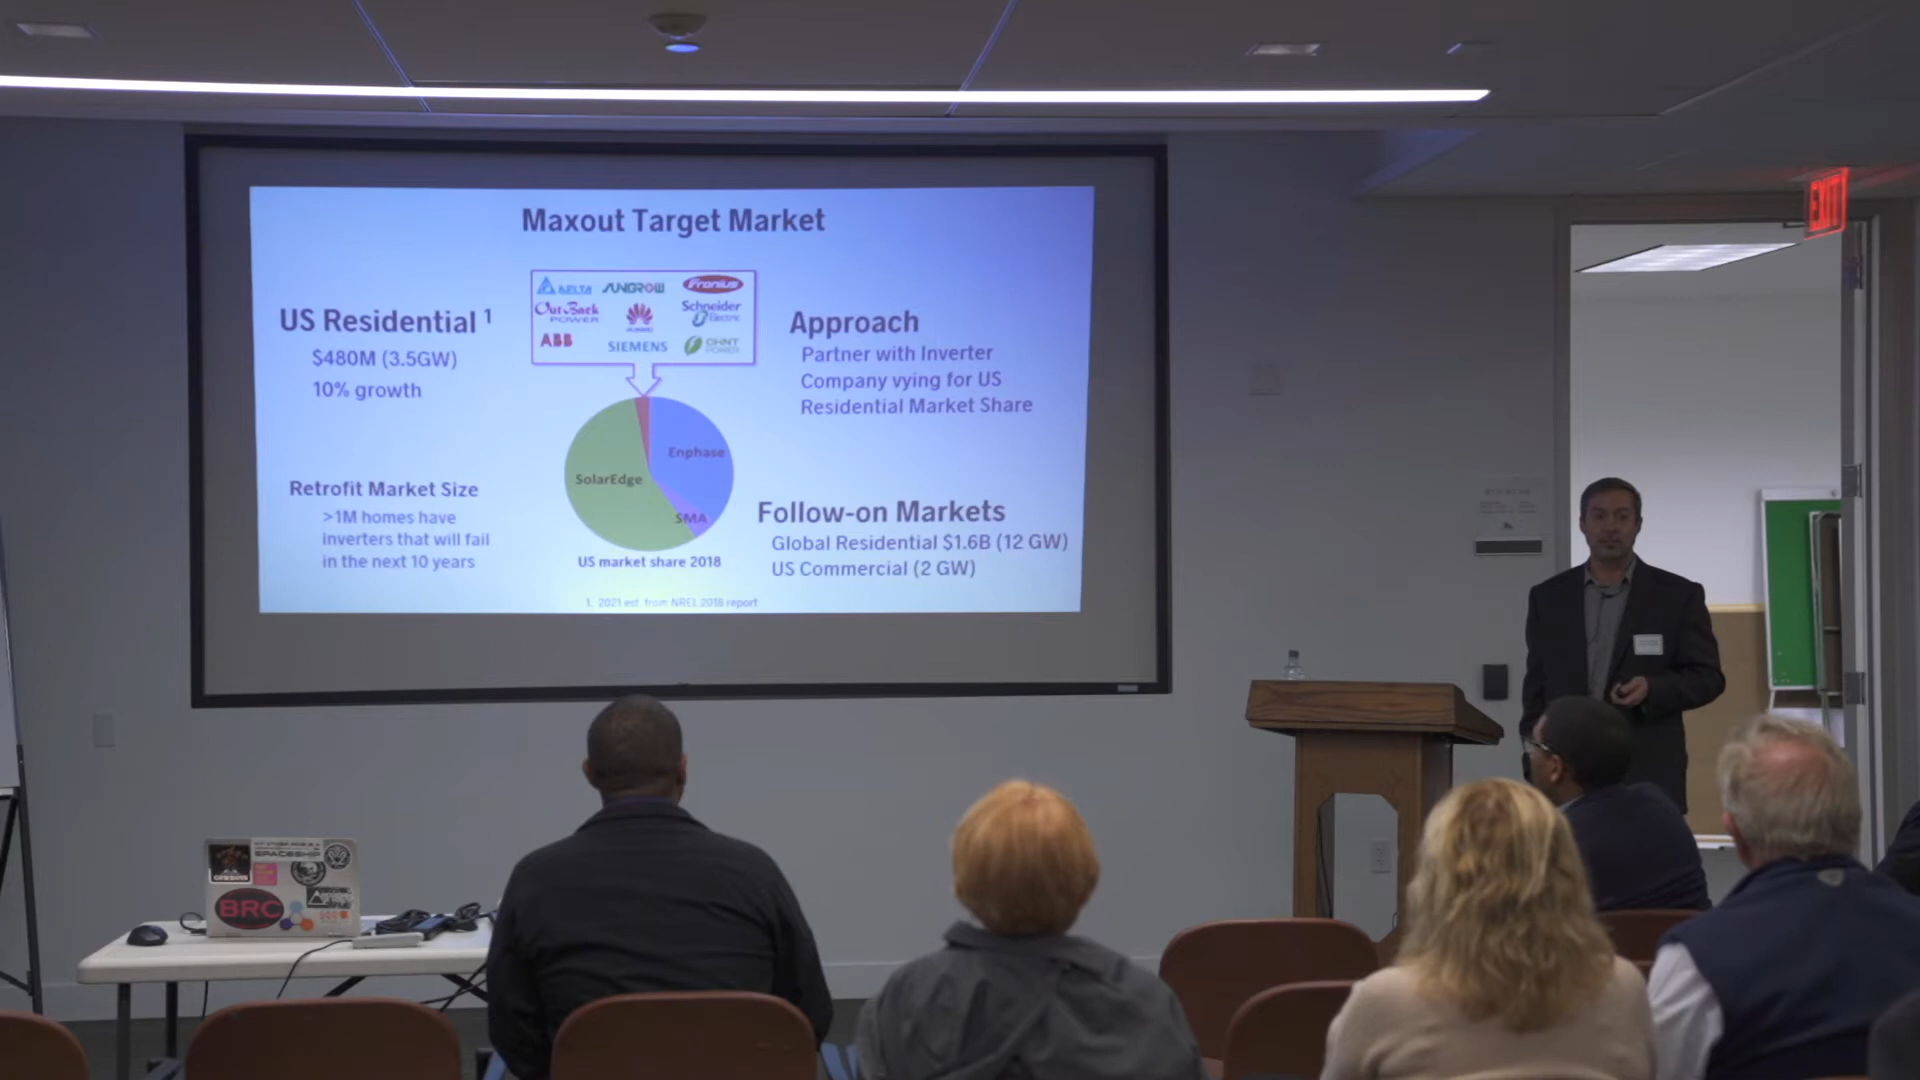 EXIT
Maxout Target Market
US Residential 1
$480M (3.5GW)
10% growth
DELTA SUNGROW Fronius
OutBack POWER
HUAWEI
Schneider Electric
ABB
SIEMENS
CHNT POWER
Approach
Partner with Inverter
Company vying for US
Residential Market Share
Enphase
SolarEdge
SMA
US market share 2018
Retrofit Market Size
>1M homes have
inverters that will fail
in the next 10 years
Follow-on Markets
Global Residential $1.6B (12 GW)
US Commercial (2 GW)
1. 2021 est. from NREL 2018 report
SPACESHIP
COWBOYS
BRC